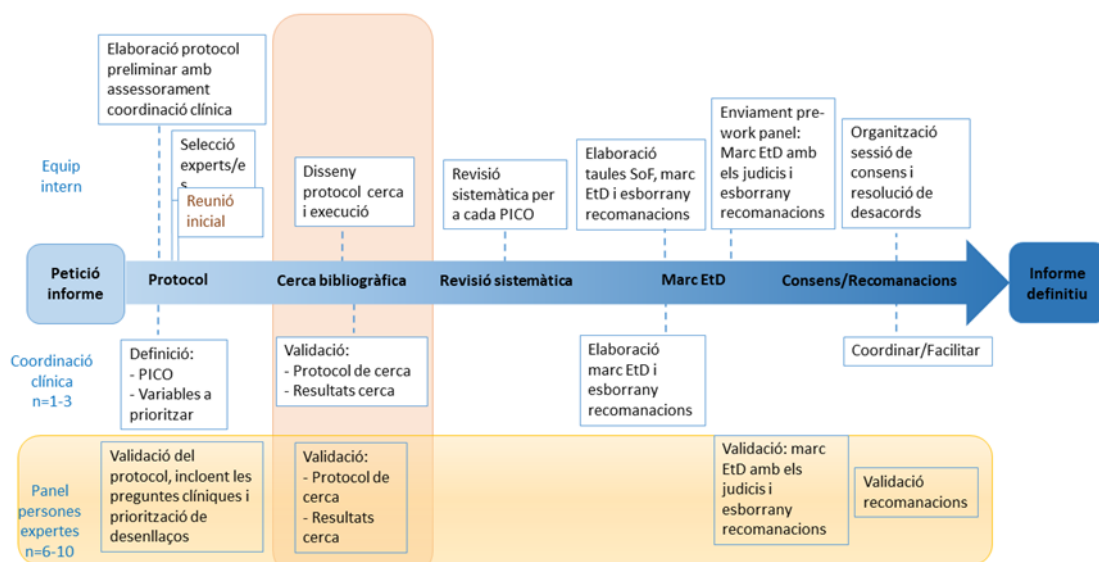 Elaboració protocol
preliminar amb
assessorament
coordinació clínica
Equip
intern
Selecció
experts/es
Reunió
inicial
Disseny
protocol cerca
i execució
Revisió
sistemàtica per
a cada PICO
Elaboració
taules SoF, marc
EtD i esborrany
recomanacions
Enviament pre-
work panel:
Marc EtD amb
els judicis i
esborrany
recomanacions
Organització
sessió de
consens i
resolució de
desacords
Petició
informe
Protocol
Cerca bibliogràfica
Revisió sistemàtica
Marc EtD
Consens/Recomanacions
Informe
definitiu
Coordinació
clínica
n=1-3
Definició:
- PICO
- Variables a
prioritzar
Validació:
- Protocol de cerca
- Resultats cerca
Elaboració
marc EtD i
esborrany
recomanacions
Coordinar/Facilitar
Panel
persones
expertes
n=6-10
Validació del
protocol, incloent les
preguntes clíniques i
priorització de
desenllaços
Validació:
- Protocol de
cerca
- Resultats
cerca
Validació: marc
EtD amb els
judicis i
esborrany
recomanacions
Validació
recomanacions